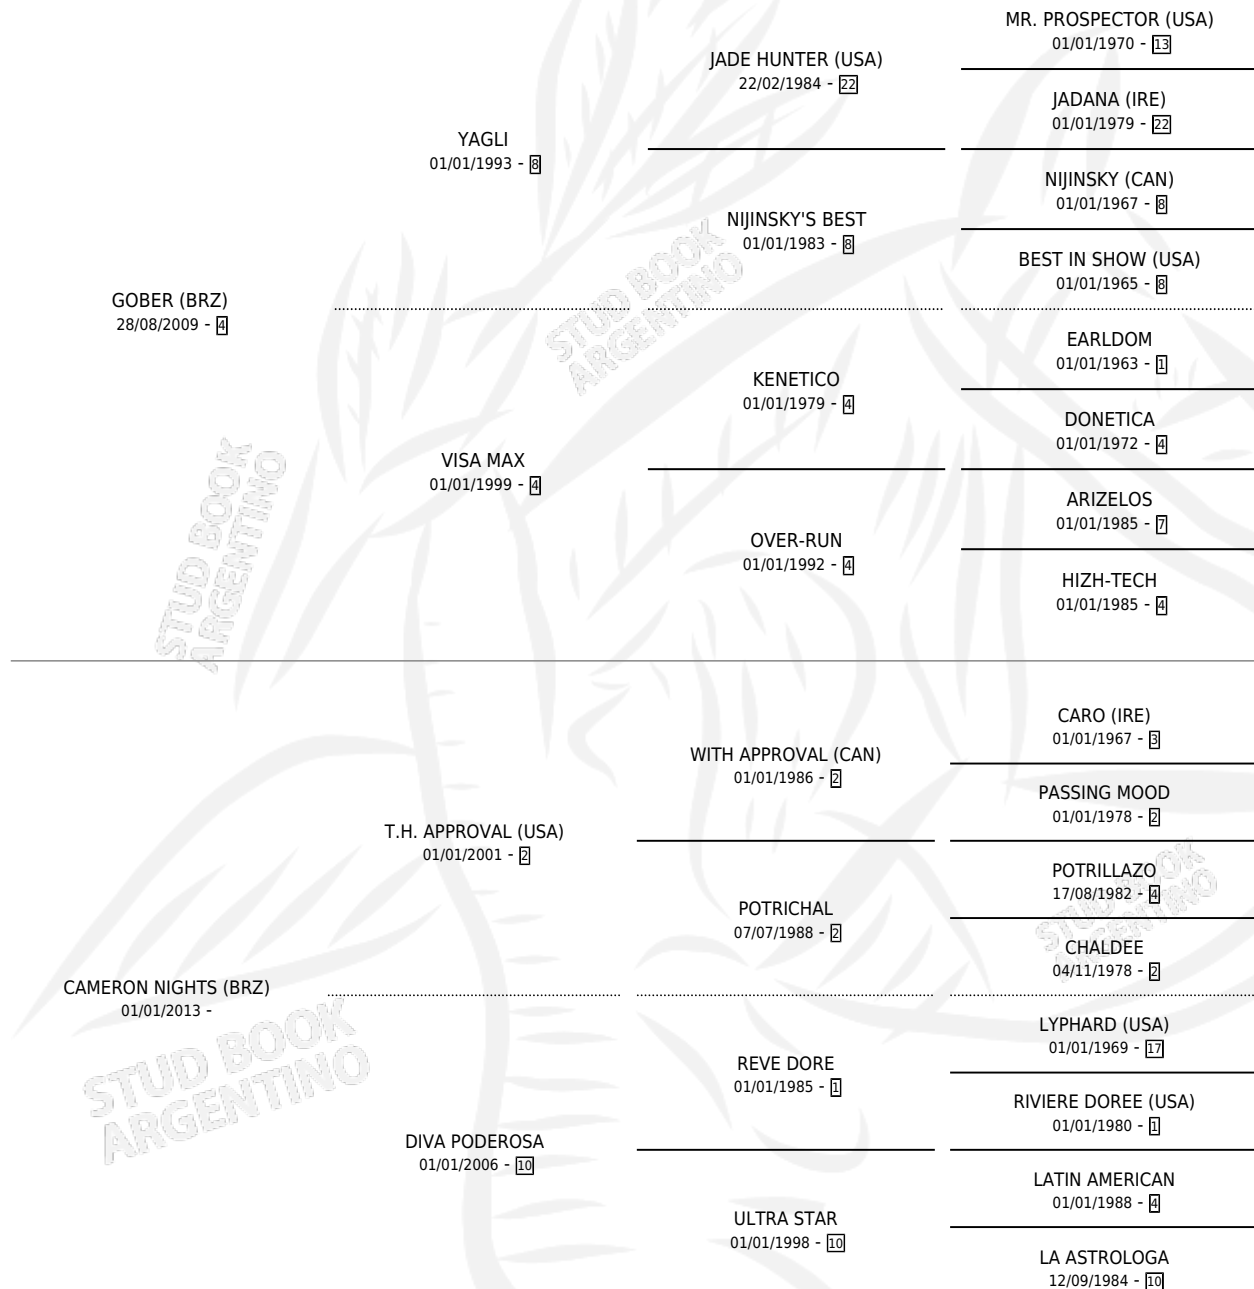 MR. PROSPECTOR (USA)
01/01/1970 - 13
JADE HUNTER (USA)
22/02/1984 - 22
JADANA (IRE)
01/01/1979 - 22
YAGLI
01/01/1993 - 8
NIJINSKY (CAN)
01/01/1967 - 8
NIJINSKY'S BEST
01/01/1983 - 8
BEST IN SHOW (USA)
01/01/1965 - 8
GOBER (BRZ)
28/08/2009 - 4
STUD BOOK
ARGENTINO
EARLDOM
01/01/1963 - 1
KENETICO
01/01/1979 - 4
DONETICA
01/01/1972 - 4
VISA MAX
01/01/1999 - 4
ARIZELOS
01/01/1985 - 7
OVER-RUN
01/01/1992 - 4
HIZH-TECH
01/01/1985 - 4
STUD BOOK
ARGENTINO
CARO (IRE)
01/01/1967 - 3
WITH APPROVAL (CAN)
01/01/1986 - 2
PASSING MOOD
01/01/1978 - 2
T.H. APPROVAL (USA)
01/01/2001 - 2
POTRILLAZO
17/08/1982 - 4
POTRICHAL
07/07/1988 - 2
CHALDEE
04/11/1978 - 2
STUD BOOK
ARGENTINO
CAMERON NIGHTS (BRZ)
01/01/2013 -
LYPHARD (USA)
01/01/1969 - 17
REVE DORE
01/01/1985 - 1
RIVIERE DOREE (USA)
01/01/1980 - 1
STUD BOOK
ARGENTINO
DIVA PODEROSA
01/01/2006 - 10
LATIN AMERICAN
01/01/1988 - 4
ULTRA STAR
01/01/1998 - 10
LA ASTROLOGA
12/09/1984 - 10